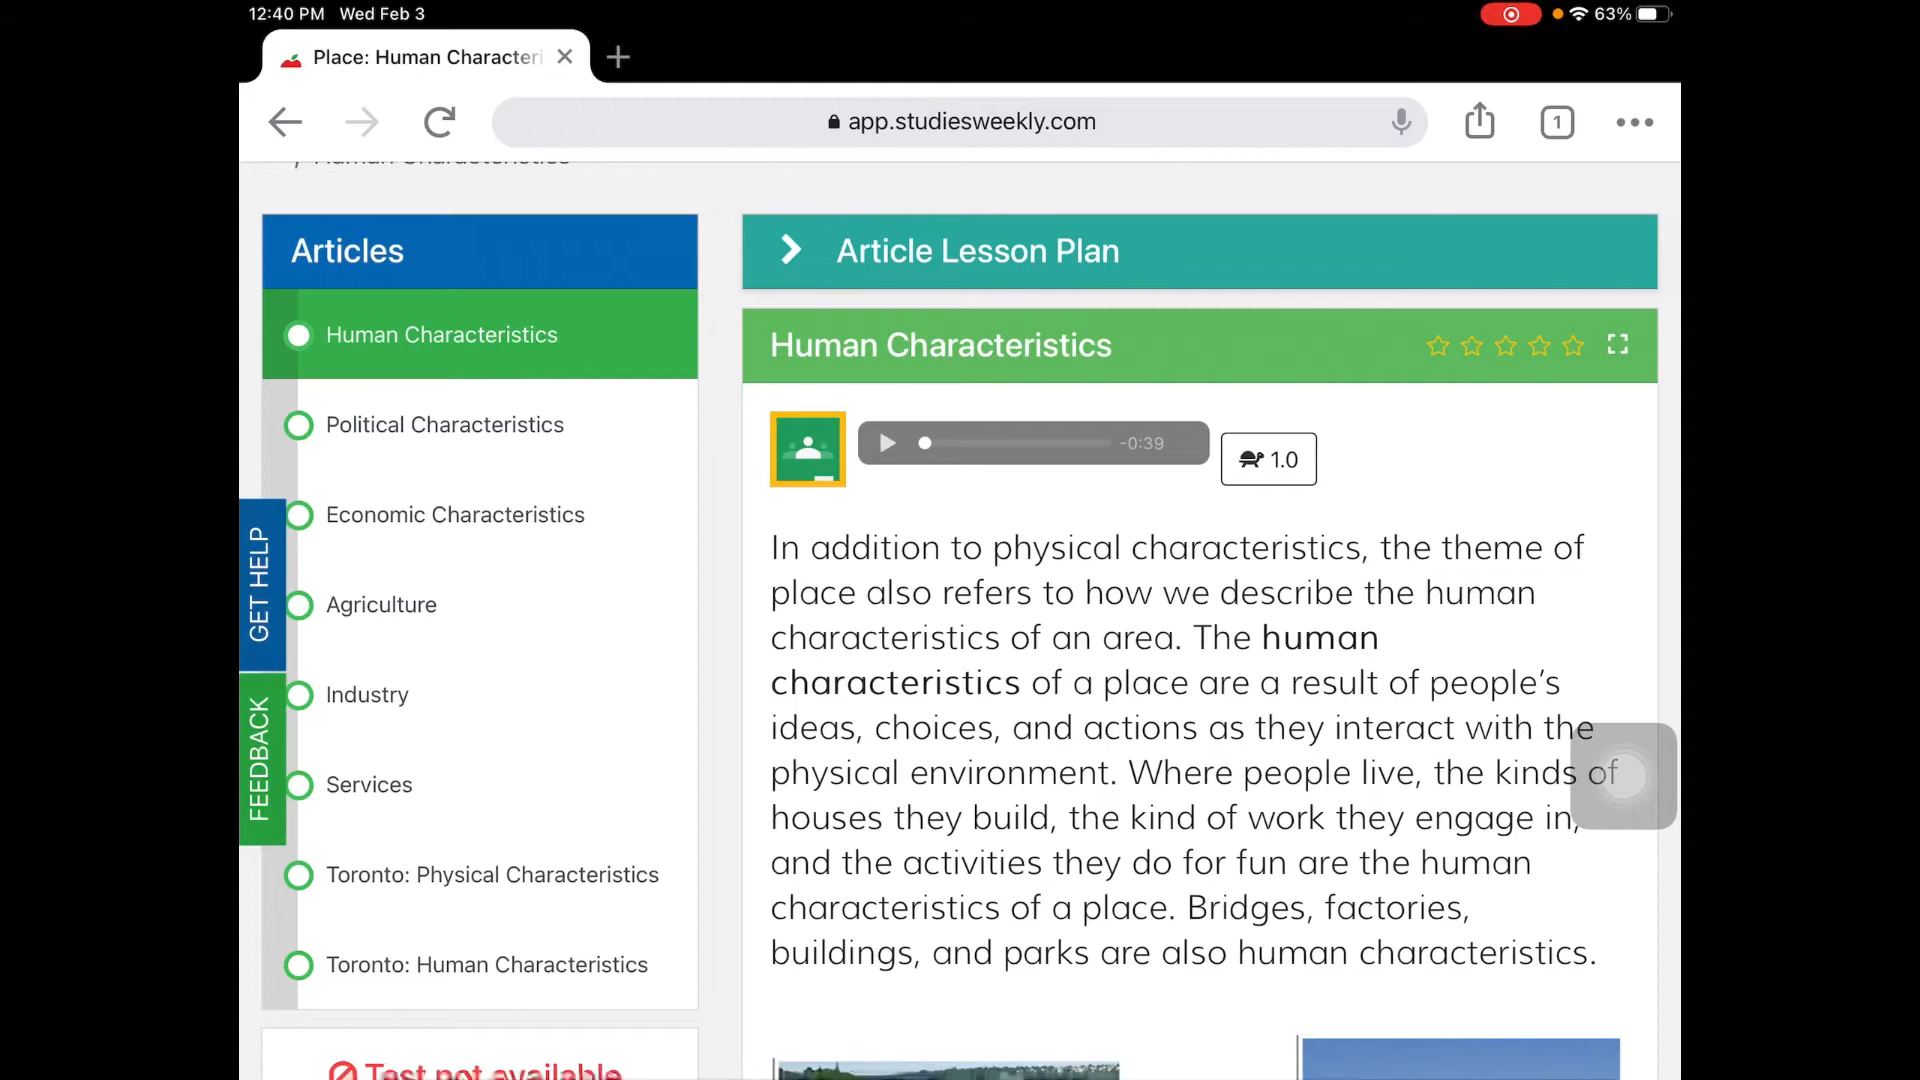 12:40 PM Wed Feb 3
63%
Place: Human Characteri
app.studiesweekly.com
1
/ Human Characteristics
Articles
Human Characteristics
Political Characteristics
Economic Characteristics
Agriculture
Industry
Services
Toronto: Physical Characteristics
Toronto: Human Characteristics
Test not available
GET HELP
FEEDBACK
Article Lesson Plan
Human Characteristics
-0:39
1.0
In addition to physical characteristics, the theme of
place also refers to how we describe the human
characteristics of an area. The human
characteristics of a place are a result of people’s
ideas, choices, and actions as they interact with the
physical environment. Where people live, the kinds of
houses they build, the kind of work they engage in,
and the activities they do for fun are the human
characteristics of a place. Bridges, factories,
buildings, and parks are also human characteristics.